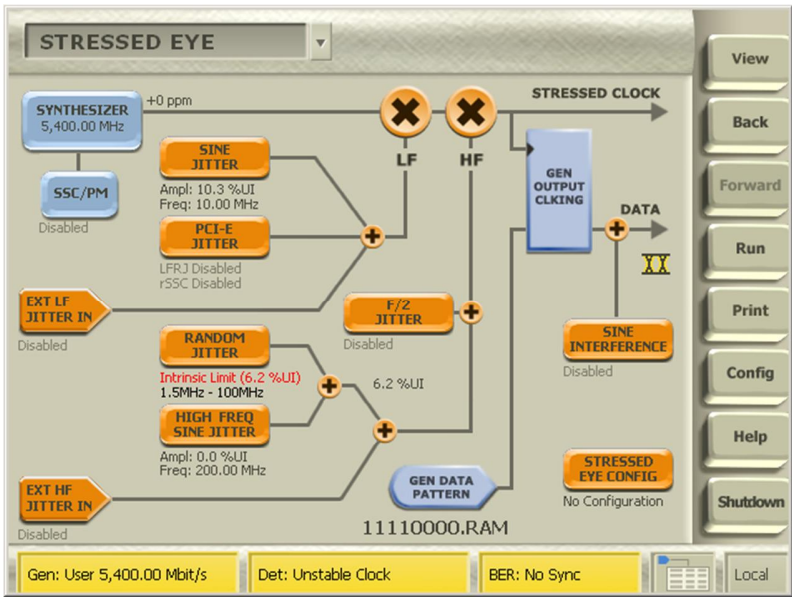 STRESSED EYE
View
Back
Forward
Run
Print
Config
Help
Shutdown
SYNTHESIZER
5,400.00 MHz
+0 ppm
STRESSED CLOCK
SSC/PM
Disabled
SINE
JITTER
Ampl: 10.3 %UI
Freq: 10.00 MHz
LF
HF
GEN
OUTPUT
CLKING
DATA
PCI-E
JITTER
LFRJ Disabled
rSSC Disabled
EXT LF
JITTER IN
Disabled
F/2
JITTER
Disabled
SINE
INTERFERENCE
Disabled
RANDOM
JITTER
Intrinsic Limit (6.2 %UI)
1.5MHz - 100MHz
6.2 %UI
HIGH FREQ
SINE JITTER
Ampl: 0.0 %UI
Freq: 200.00 MHz
EXT HF
JITTER IN
Disabled
GEN DATA
PATTERN
11110000.RAM
STRESSED
EYE CONFIG
No Configuration
Gen: User 5,400.00 Mbit/s
Det: Unstable Clock
BER: No Sync
Local